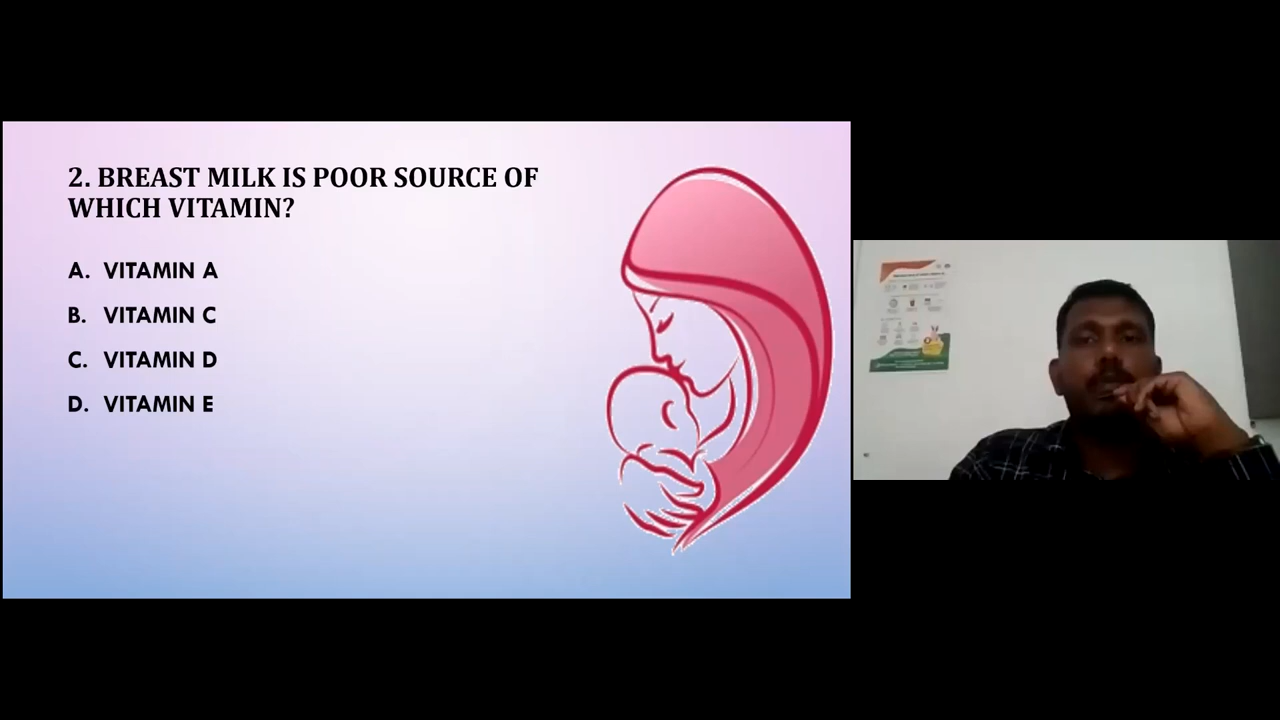 2. BREAST MILK IS POOR SOURCE OF
WHICH VITAMIN?
A. VITAMIN A
B. VITAMIN C
C. VITAMIN D
D. VITAMIN E